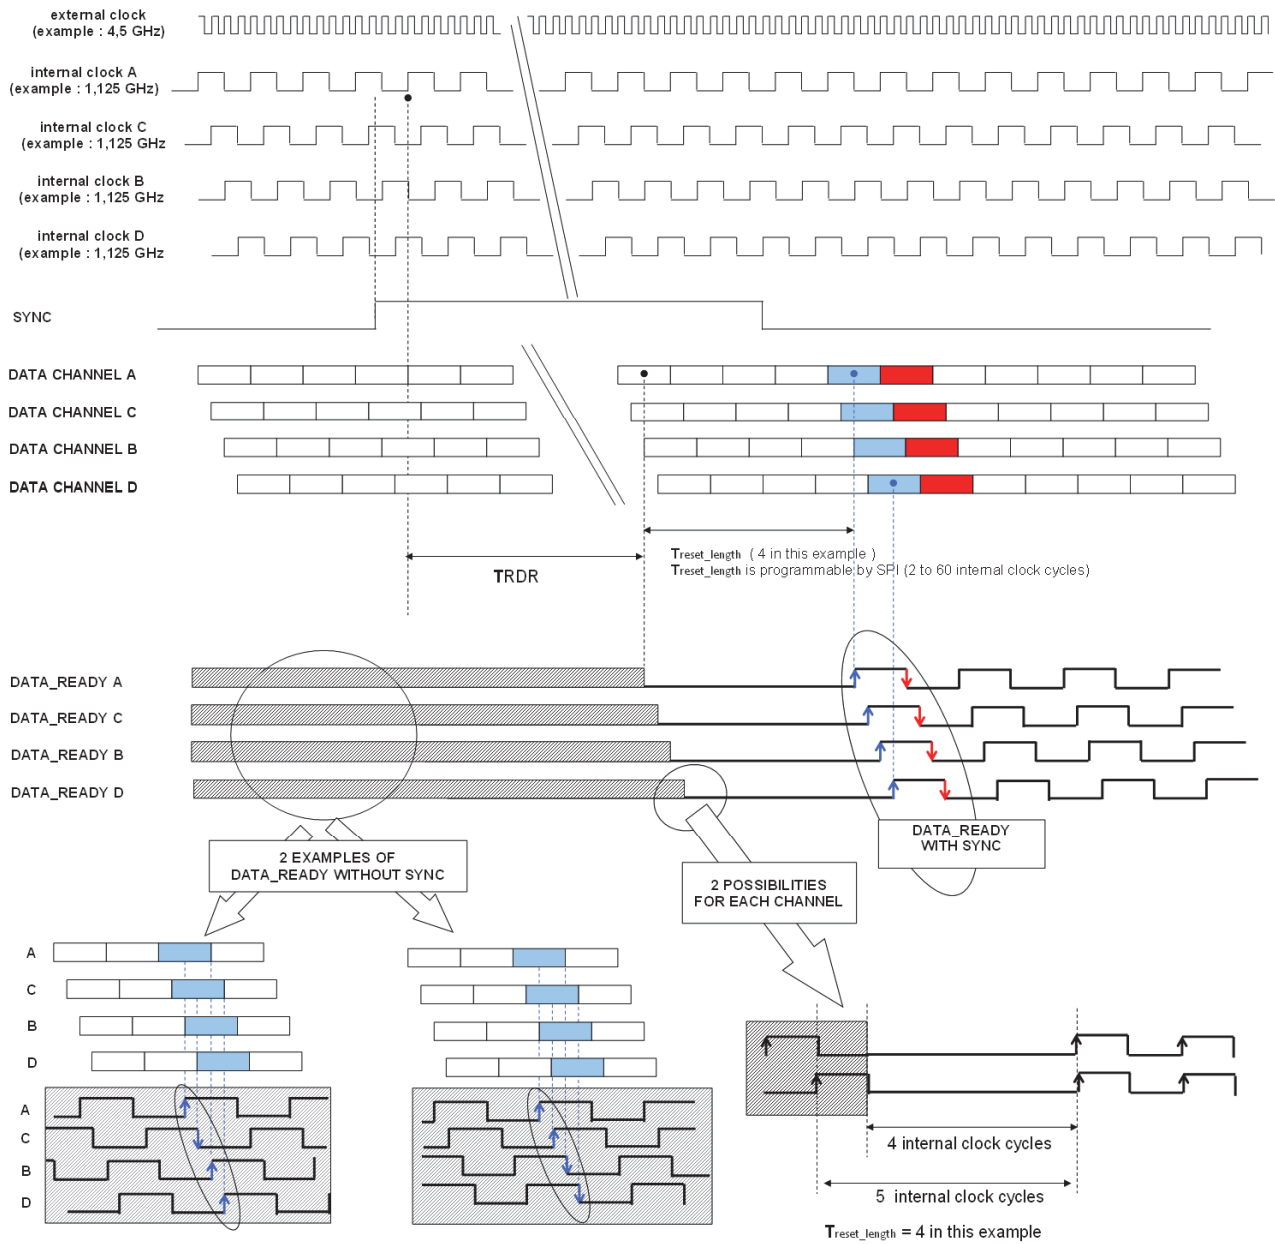 external clock
(example : 4,5 GHz)
internal clock A
(example : 1,125 GHz)
internal clock C
(example : 1,125 GHz
internal clock B
(example : 1,125 GHz
internal clock D
(example : 1,125 GHz
SYNC
DATA CHANNEL A
DATA CHANNEL C
DATA CHANNEL B
DATA CHANNEL D
Treset_length ( 4 in this example )
Treset_length is programmable by SPI (2 to 60 internal clock cycles)
TRDR
DATA_READY A
DATA_READY C
DATA_READY B
DATA_READY D
DATA_READY
WITH SYNC
2 EXAMPLES OF
DATA_READY WITHOUT SYNC
2 POSSIBILITIES
FOR EACH CHANNEL
A
C
B
D
A
C
B
D
4 internal clock cycles
5 internal clock cycles
Treset_length = 4 in this example